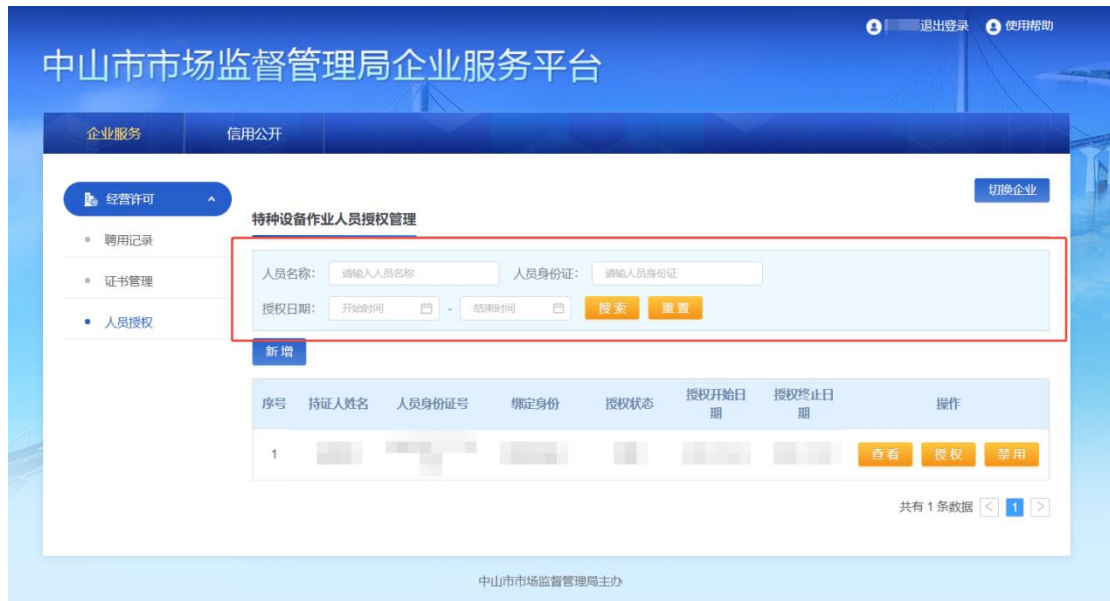 退出登录 使用帮助
中山市市场监督管理局企业服务平台
企业服务 信用公开
切换企业
经营许可
特种设备作业人员授权管理
聘用记录
人员名称： 请输入人员名称 人员身份证： 请输人员身份证
证书管理
授权日期： 开始时间 - 结束时间 搜索 重置
人员授权
新增
序号 持证人姓名 人员身份证号 绑定身份 授权状态 授权开始日期 授权终止日期 操作
1 查看 授权 禁用
共有 1 条数据 < 1 >
中山市市场监督管理局主办